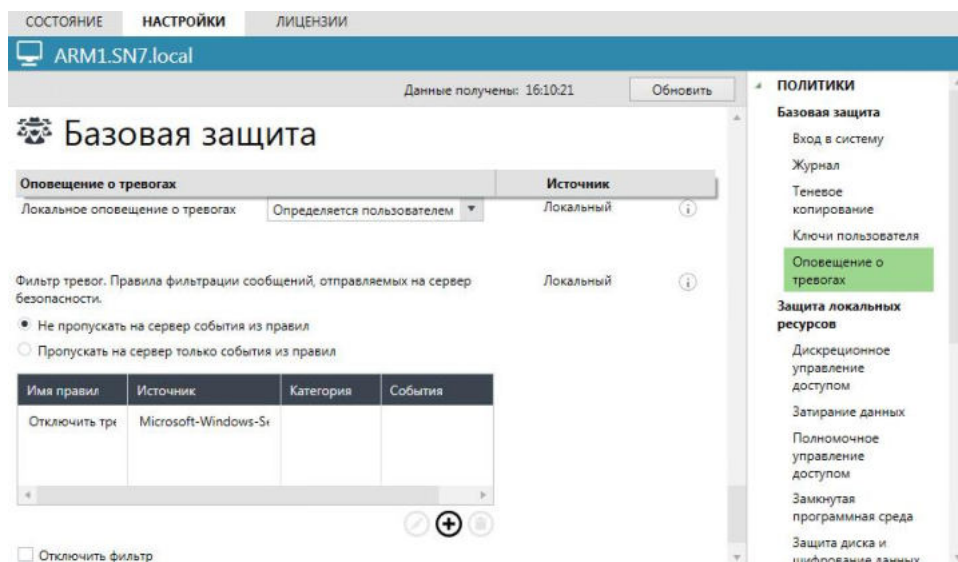 СОСТОЯНИЕ НАСТРОЙКИ ЛИЦЕНЗИИ
ARM1.SN7.local
Данные получены: 16:10:21 Обновить
Базовая защита
Оповещение о тревогах Источник
Локальное оповещение о тревогах Определяется пользователем Локальный
Фильтр тревог. Правила фильтрации сообщений, отправляемых на сервер Локальный
безопасности.
Не пропускать на сервер события из правил
Пропускать на сервер только события из правил
Имя правил Источник Категория События
Отключить тре Microsoft-Windows-Se
Отключить фильтр
ПОЛИТИКИ
Базовая защита
Вход в систему
Журнал
Теневое
копирование
Ключи пользователя
Оповещение о
тревогах
Защита локальных
ресурсов
Дискреционное
управление
доступом
Затирание данных
Полномочное
управление
доступом
Замкнутая
программная среда
Защита диска и
шифрование данных